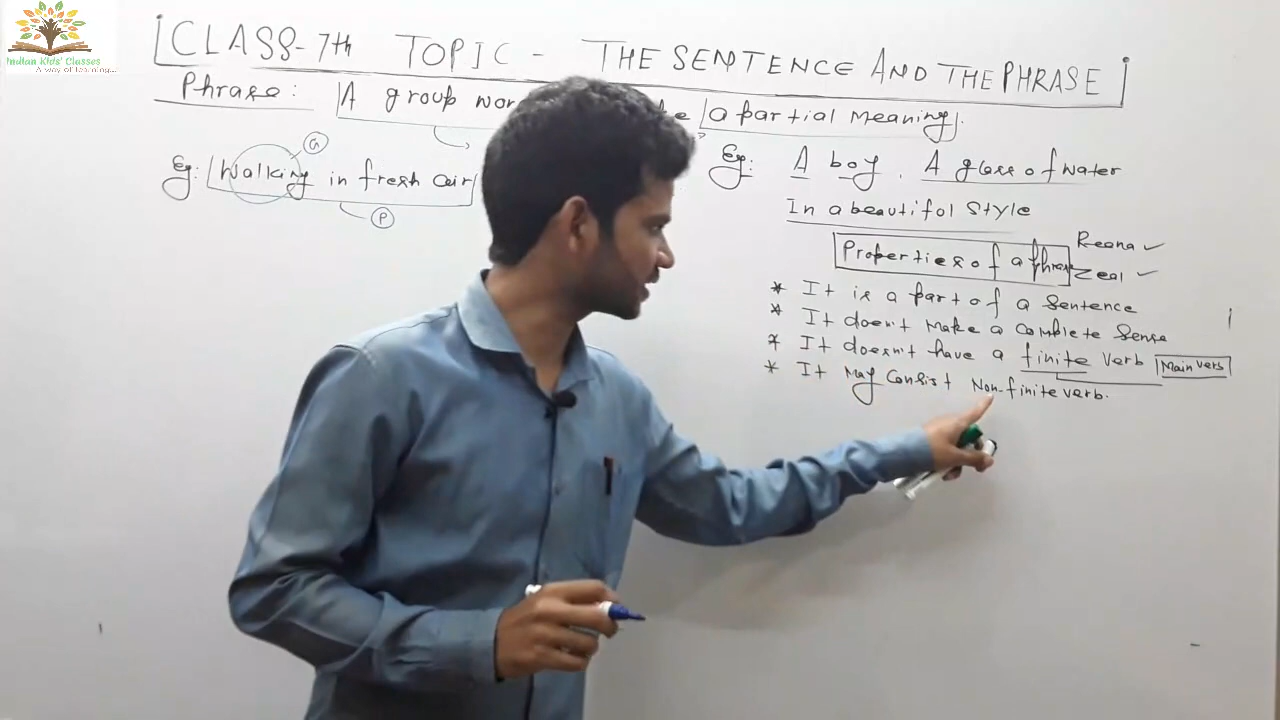 Indian Kids' Classes
A way of learning...
CLASS-7th TOPIC - THE SENTENCE AND THE PHRASE
Phrase: A group wor
a partial meaning.
Eg: Walking in fresh air
G
P
Eg: A boy. A glass of water
In a beautiful style
Properties of a phras
Reena ✓
Zeal ✓
* It is a part of a sentence
* It doesn't make a complete sense
* It doesn't have a finite verb Main verb
* It may consist Non-finite verb.